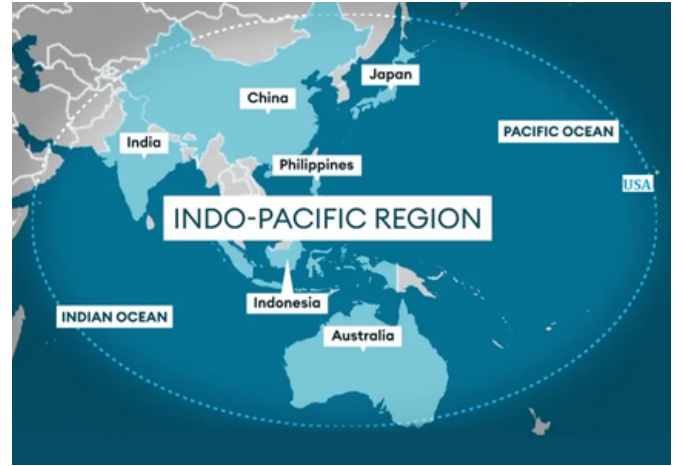 Japan
China
PACIFIC OCEAN
India
Philippines
USA
INDO-PACIFIC REGION
Indonesia
INDIAN OCEAN
Australia